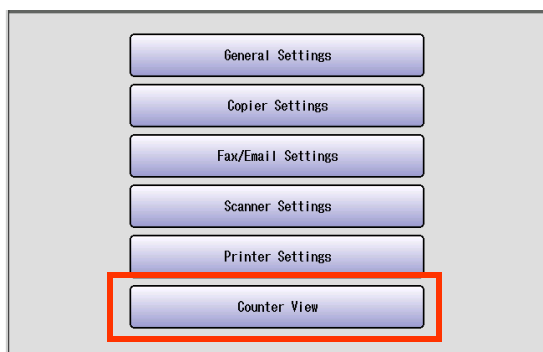 General Settings
Copier Settings
Fax/Email Settings
Scanner Settings
Printer Settings
Counter View